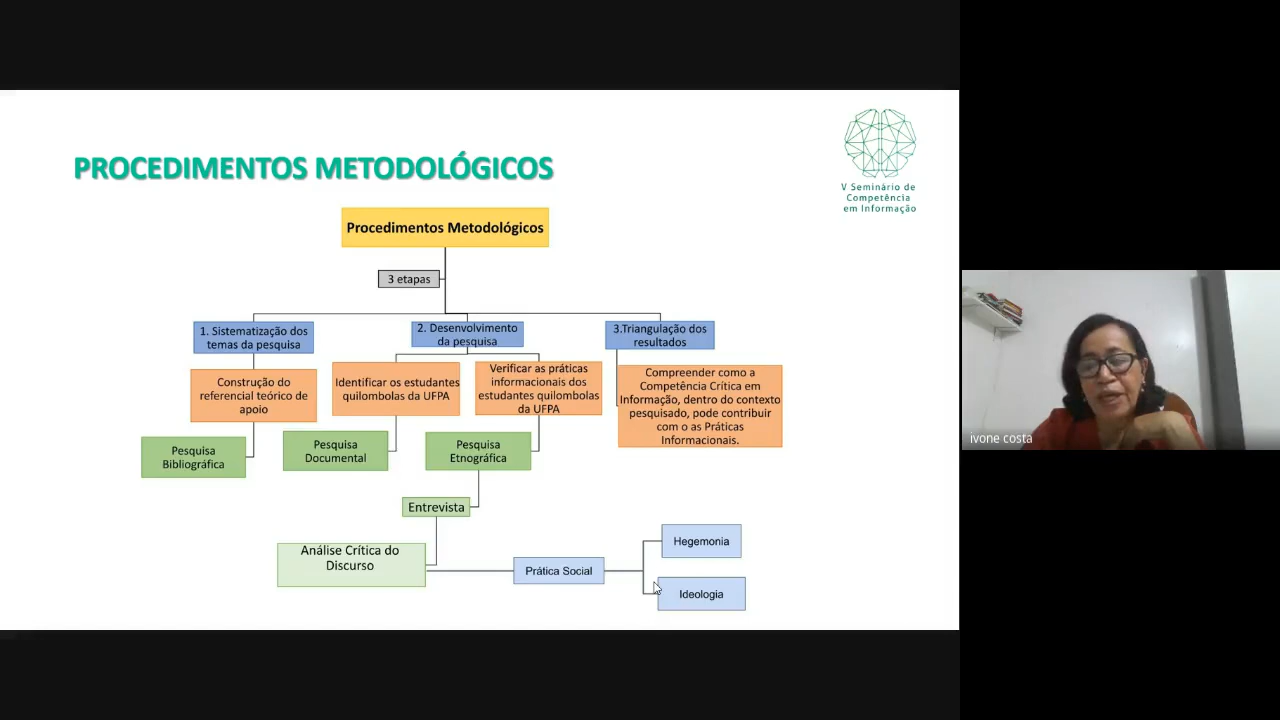 PROCEDIMENTOS METODOLÓGICOS
V Seminário de
Competência
em Informação
Procedimentos Metodológicos
3 etapas
1. Sistematização dos
temas da pesquisa
2. Desenvolvimento
da pesquisa
3.Triangulação dos
resultados
Construção do
referencial teórico de
apoio
Identificar os estudantes
quilombolas da UFPA
Verificar as práticas
informacionais dos
estudantes quilombolas
da UFPA
Compreender como a
Competência Crítica em
Informação, dentro do contexto
pesquisado, pode contribuir
com o as Práticas
Informacionais.
Pesquisa
Bibliográfica
Pesquisa
Documental
Pesquisa
Etnográfica
Entrevista
Análise Crítica do
Discurso
Prática Social
Hegemonia
Ideologia
ivone costa